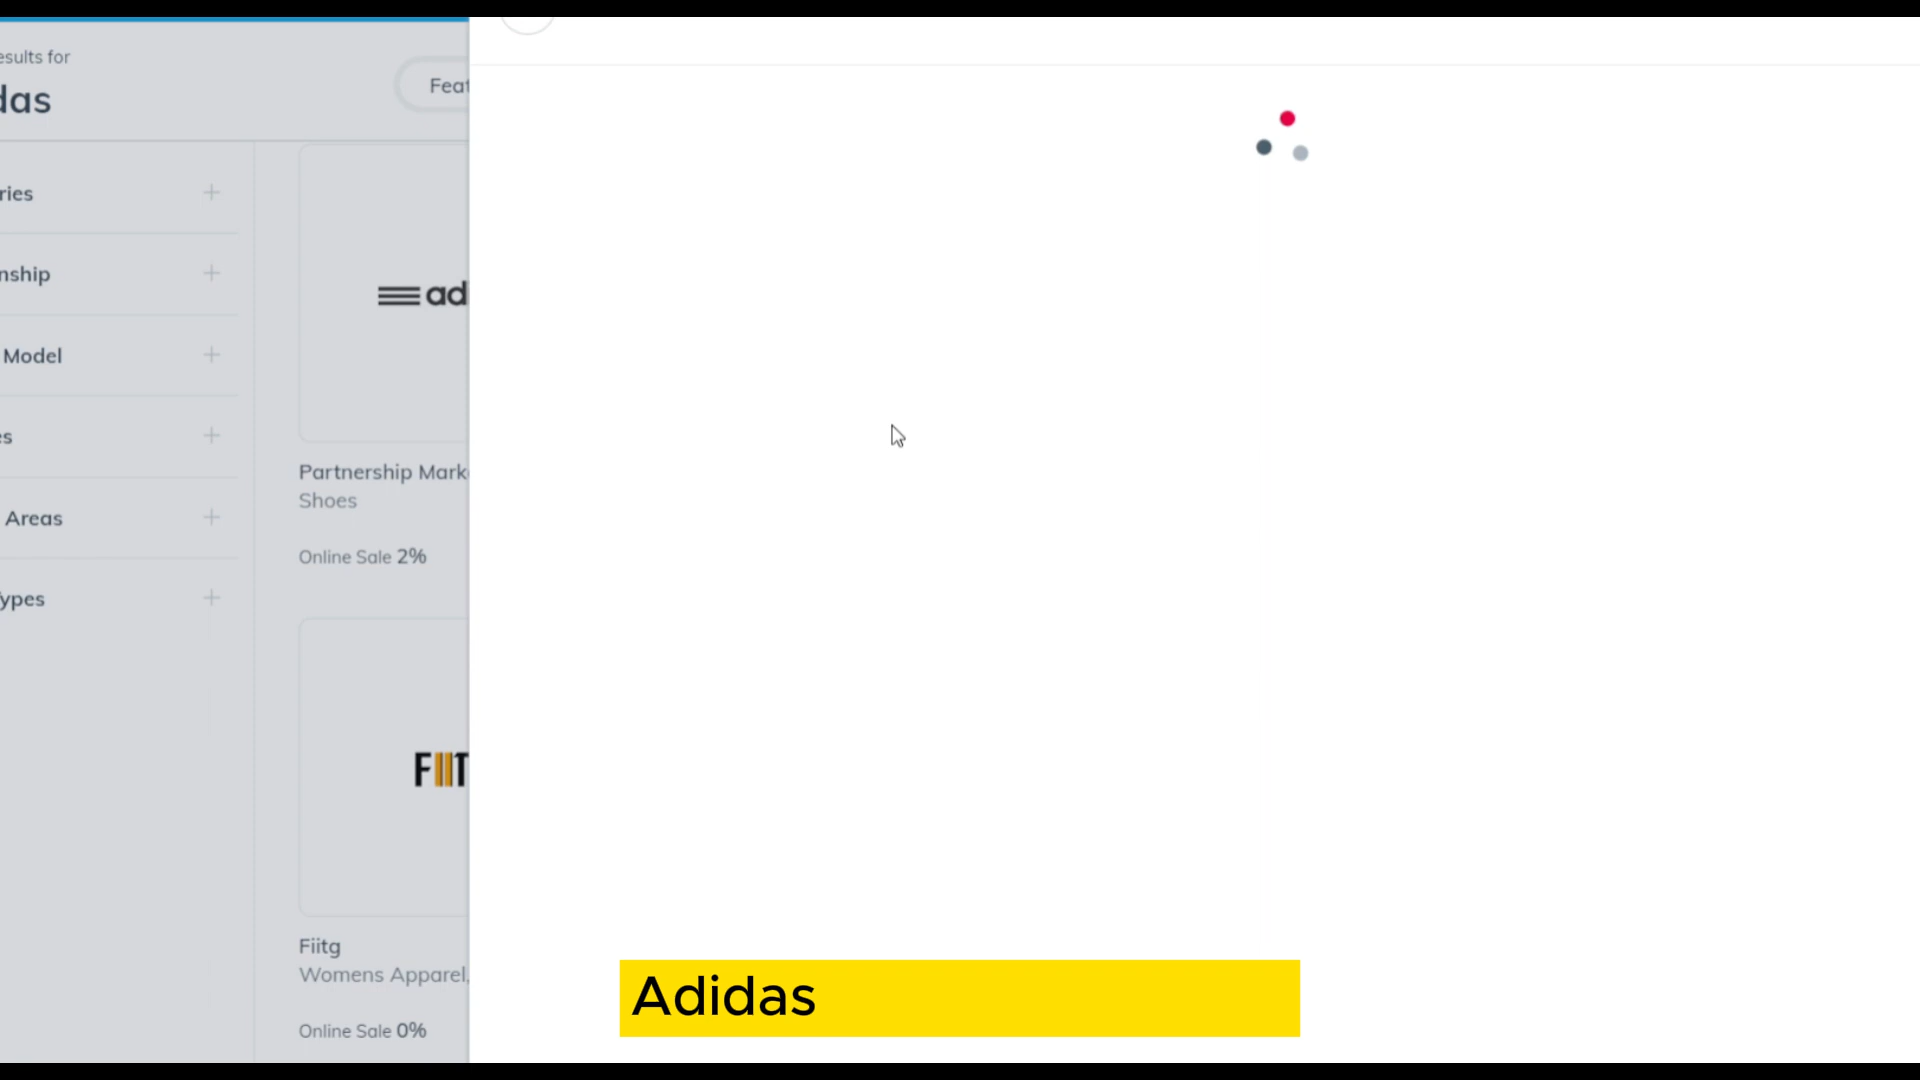 esults for
das
Feat
ries
nship
Model
es
Areas
ypes
ad
Partnership Mark
Shoes
Online Sale 2%
FIIT
Fiitg
Womens Apparel,
Online Sale 0%
Adidas